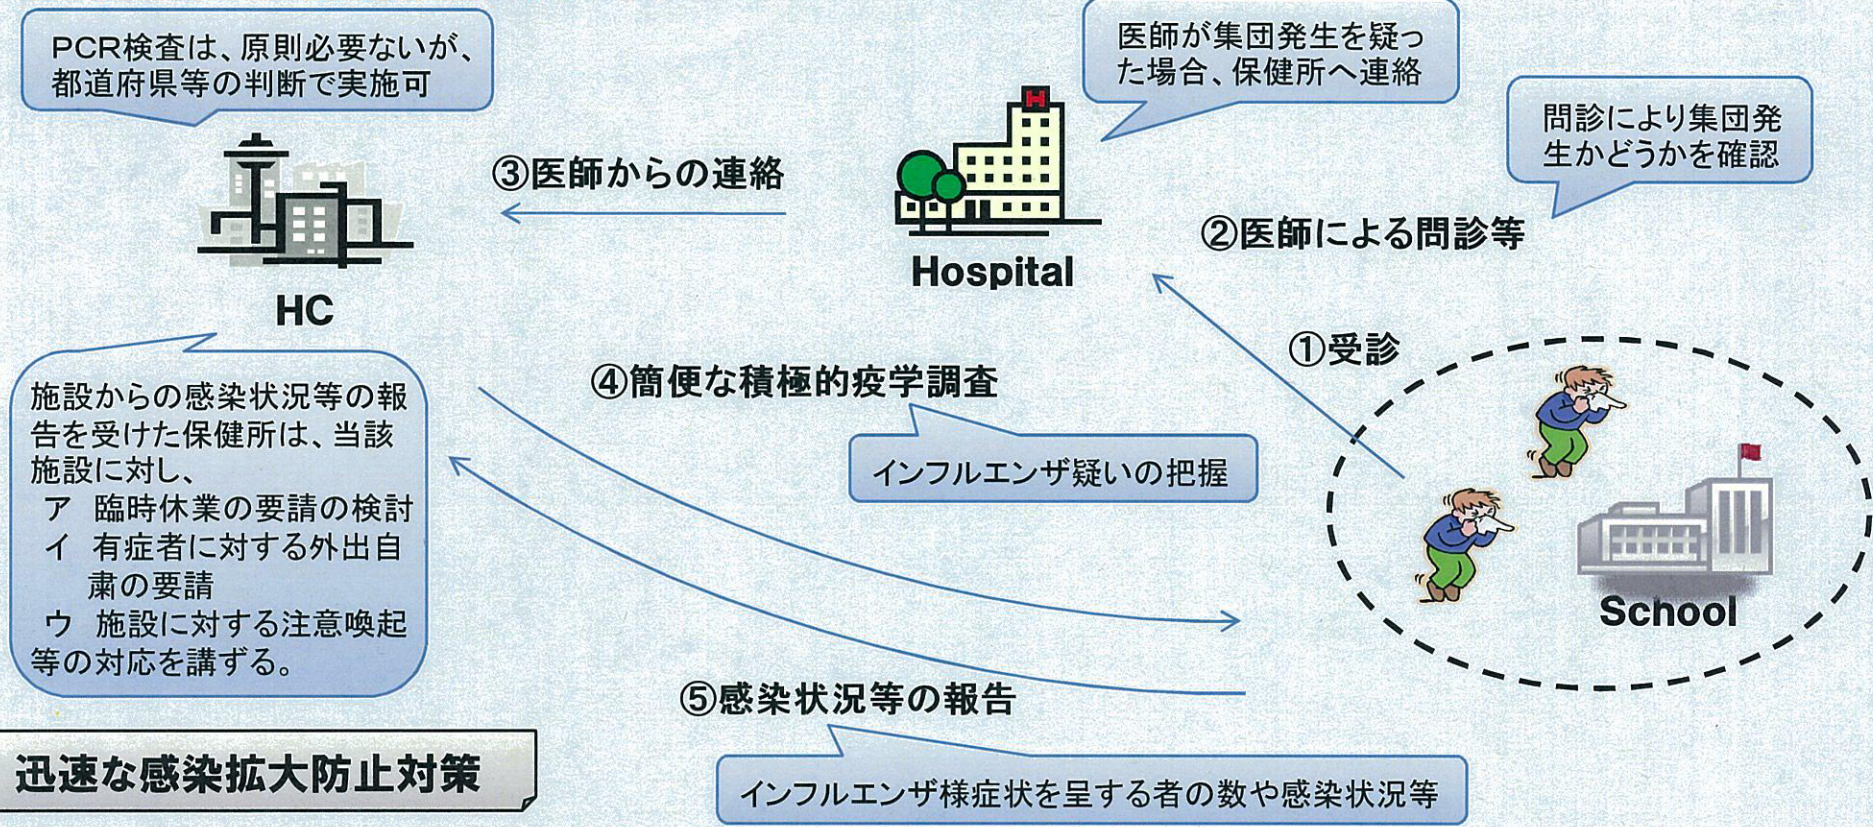 PCR検査は、原則必要ないが、
都道府県等の判断で実施可
医師が集団発生を疑っ
た場合、保健所へ連絡
問診により集団発
生かどうかを確認
③医師からの連絡
②医師による問診等
Hospital
HC
①受診
④簡便な積極的疫学調査
インフルエンザ疑いの把握
施設からの感染状況等の報
告を受けた保健所は、当該
施設に対し、
ア 臨時休業の要請の検討
イ 有症者に対する外出自
粛の要請
ウ 施設に対する注意喚起
等の対応を講ずる。
School
⑤感染状況等の報告
インフルエンザ様症状を呈する者の数や感染状況等
迅速な感染拡大防止対策